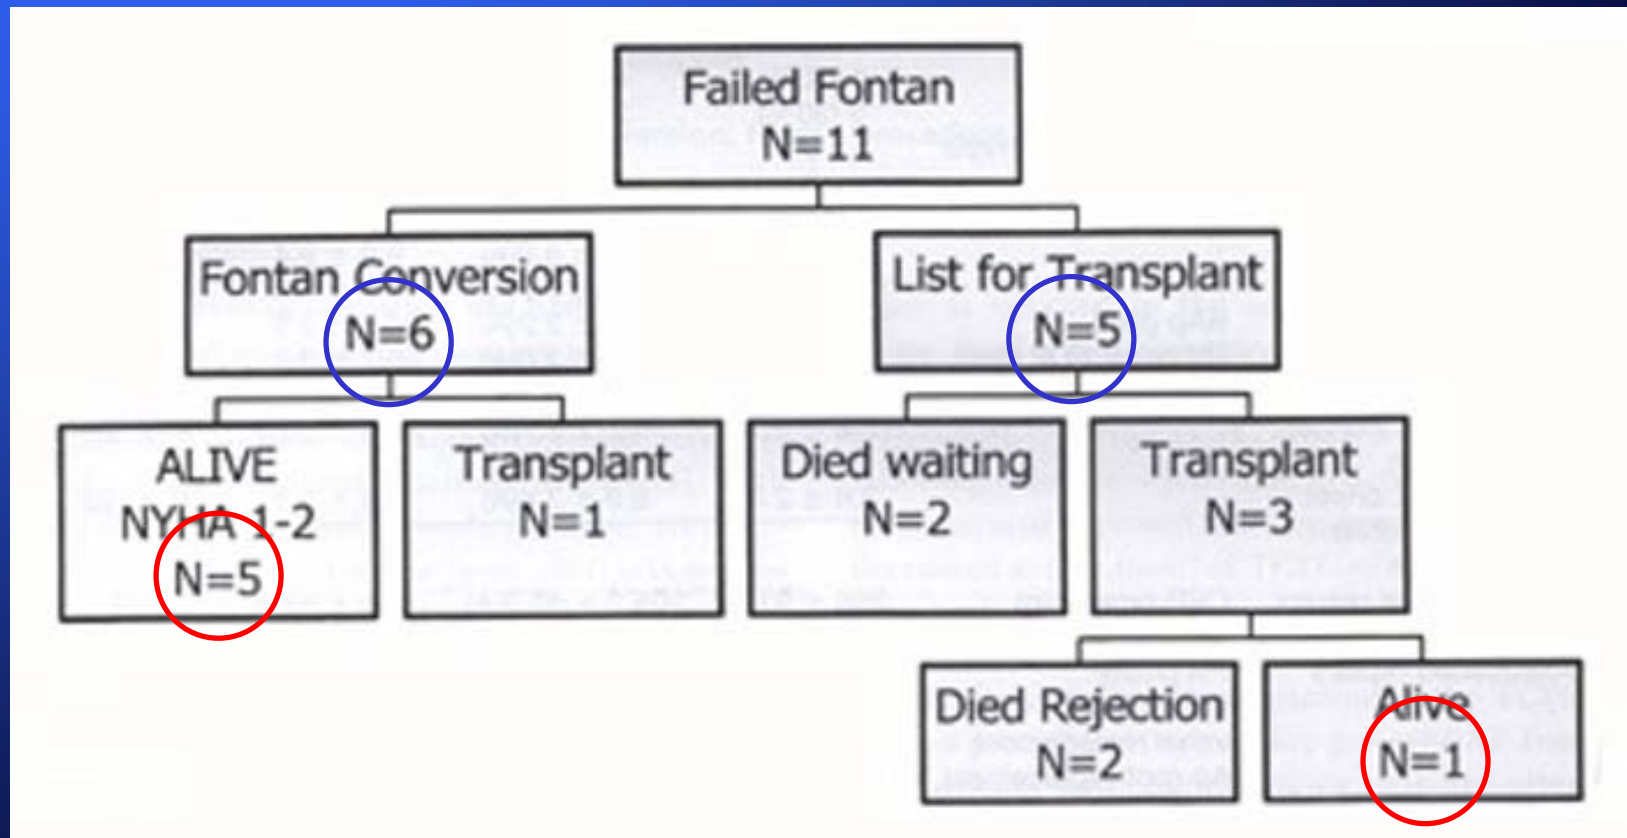 Failed Fontan
N=11
Fontan Conversion
N=6
List for Transplant
N=5
ALIVE
NYHA 1-2
N=5
Transplant
N=1
Died waiting
N=2
Transplant
N=3
Died Rejection
N=2
Alive
N=1